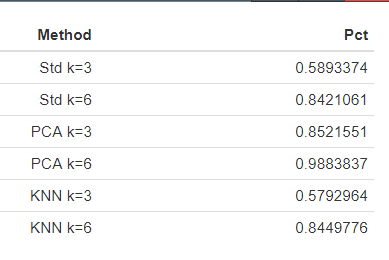 Method Pct
Std k=3 0.5893374
Std k=6 0.8421061
PCA k=3 0.8521551
PCA k=6 0.9883837
KNN k=3 0.5792964
KNN k=6 0.8449776